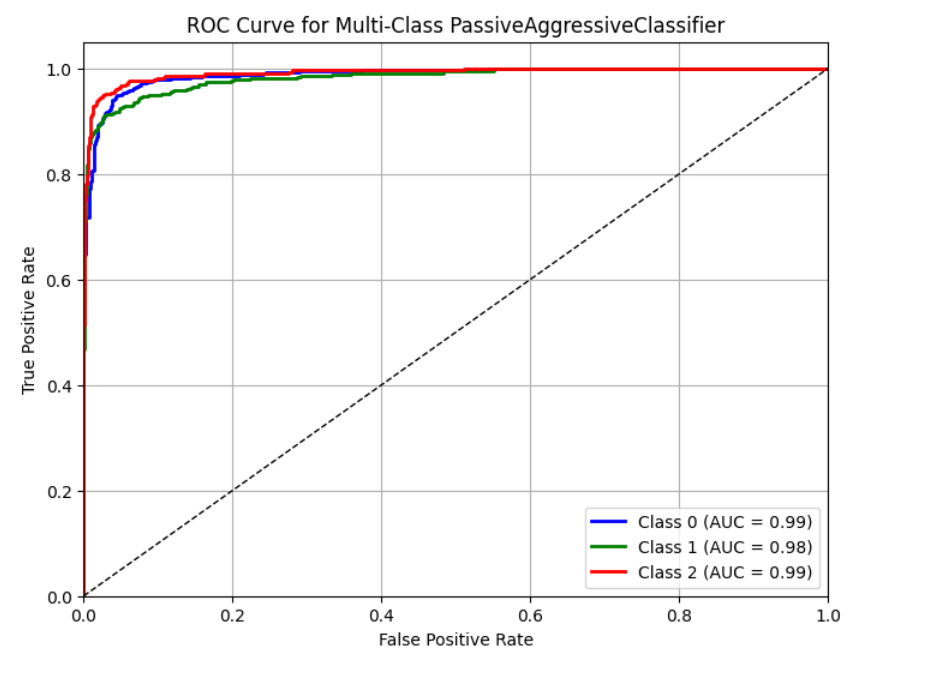 ROC Curve for Multi-Class PassiveAggressiveClassifier
1.0
0.8
0.6
0.4
0.2
0.0
True Positive Rate
0.0 0.2 0.4 0.6 0.8 1.0
False Positive Rate
Class 0 (AUC = 0.99)
Class 1 (AUC = 0.98)
Class 2 (AUC = 0.99)